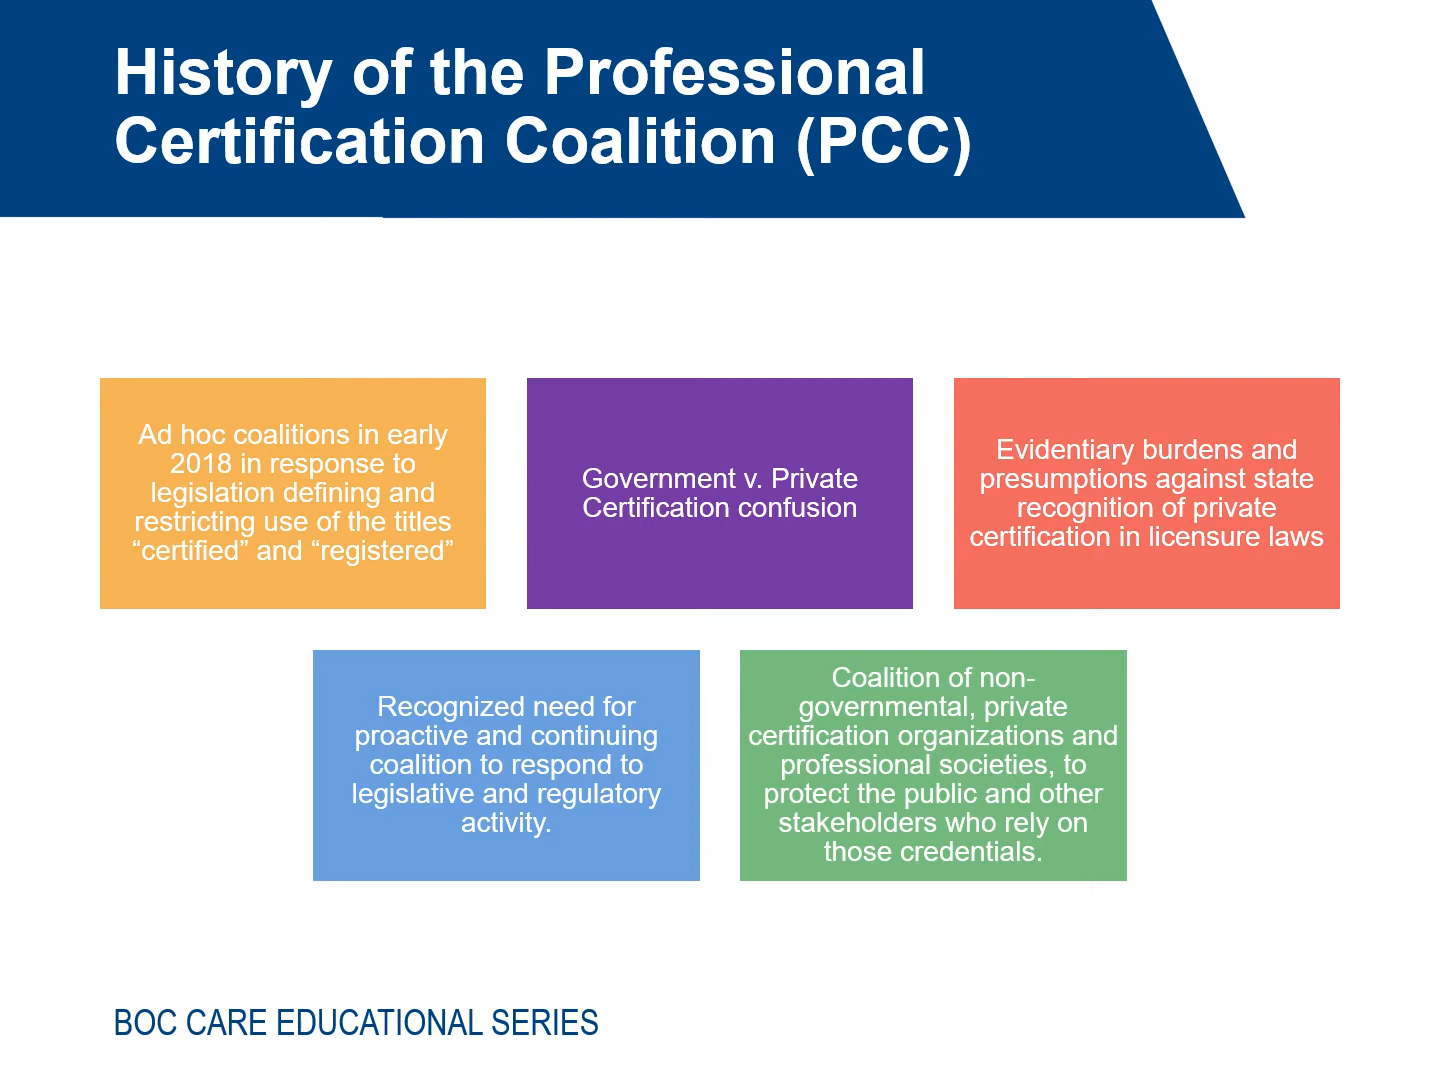 History of the Professional
Certification Coalition (PCC)
Ad hoc coalitions in early
2018 in response to
legislation defining and
restricting use of the titles
“certified” and “registered”
Government v. Private
Certification confusion
Evidentiary burdens and
presumptions against state
recognition of private
certification in licensure laws
Recognized need for
proactive and continuing
coalition to respond to
legislative and regulatory
activity.
Coalition of non-
governmental, private
certification organizations and
professional societies, to
protect the public and other
stakeholders who rely on
those credentials.
BOC CARE EDUCATIONAL SERIES